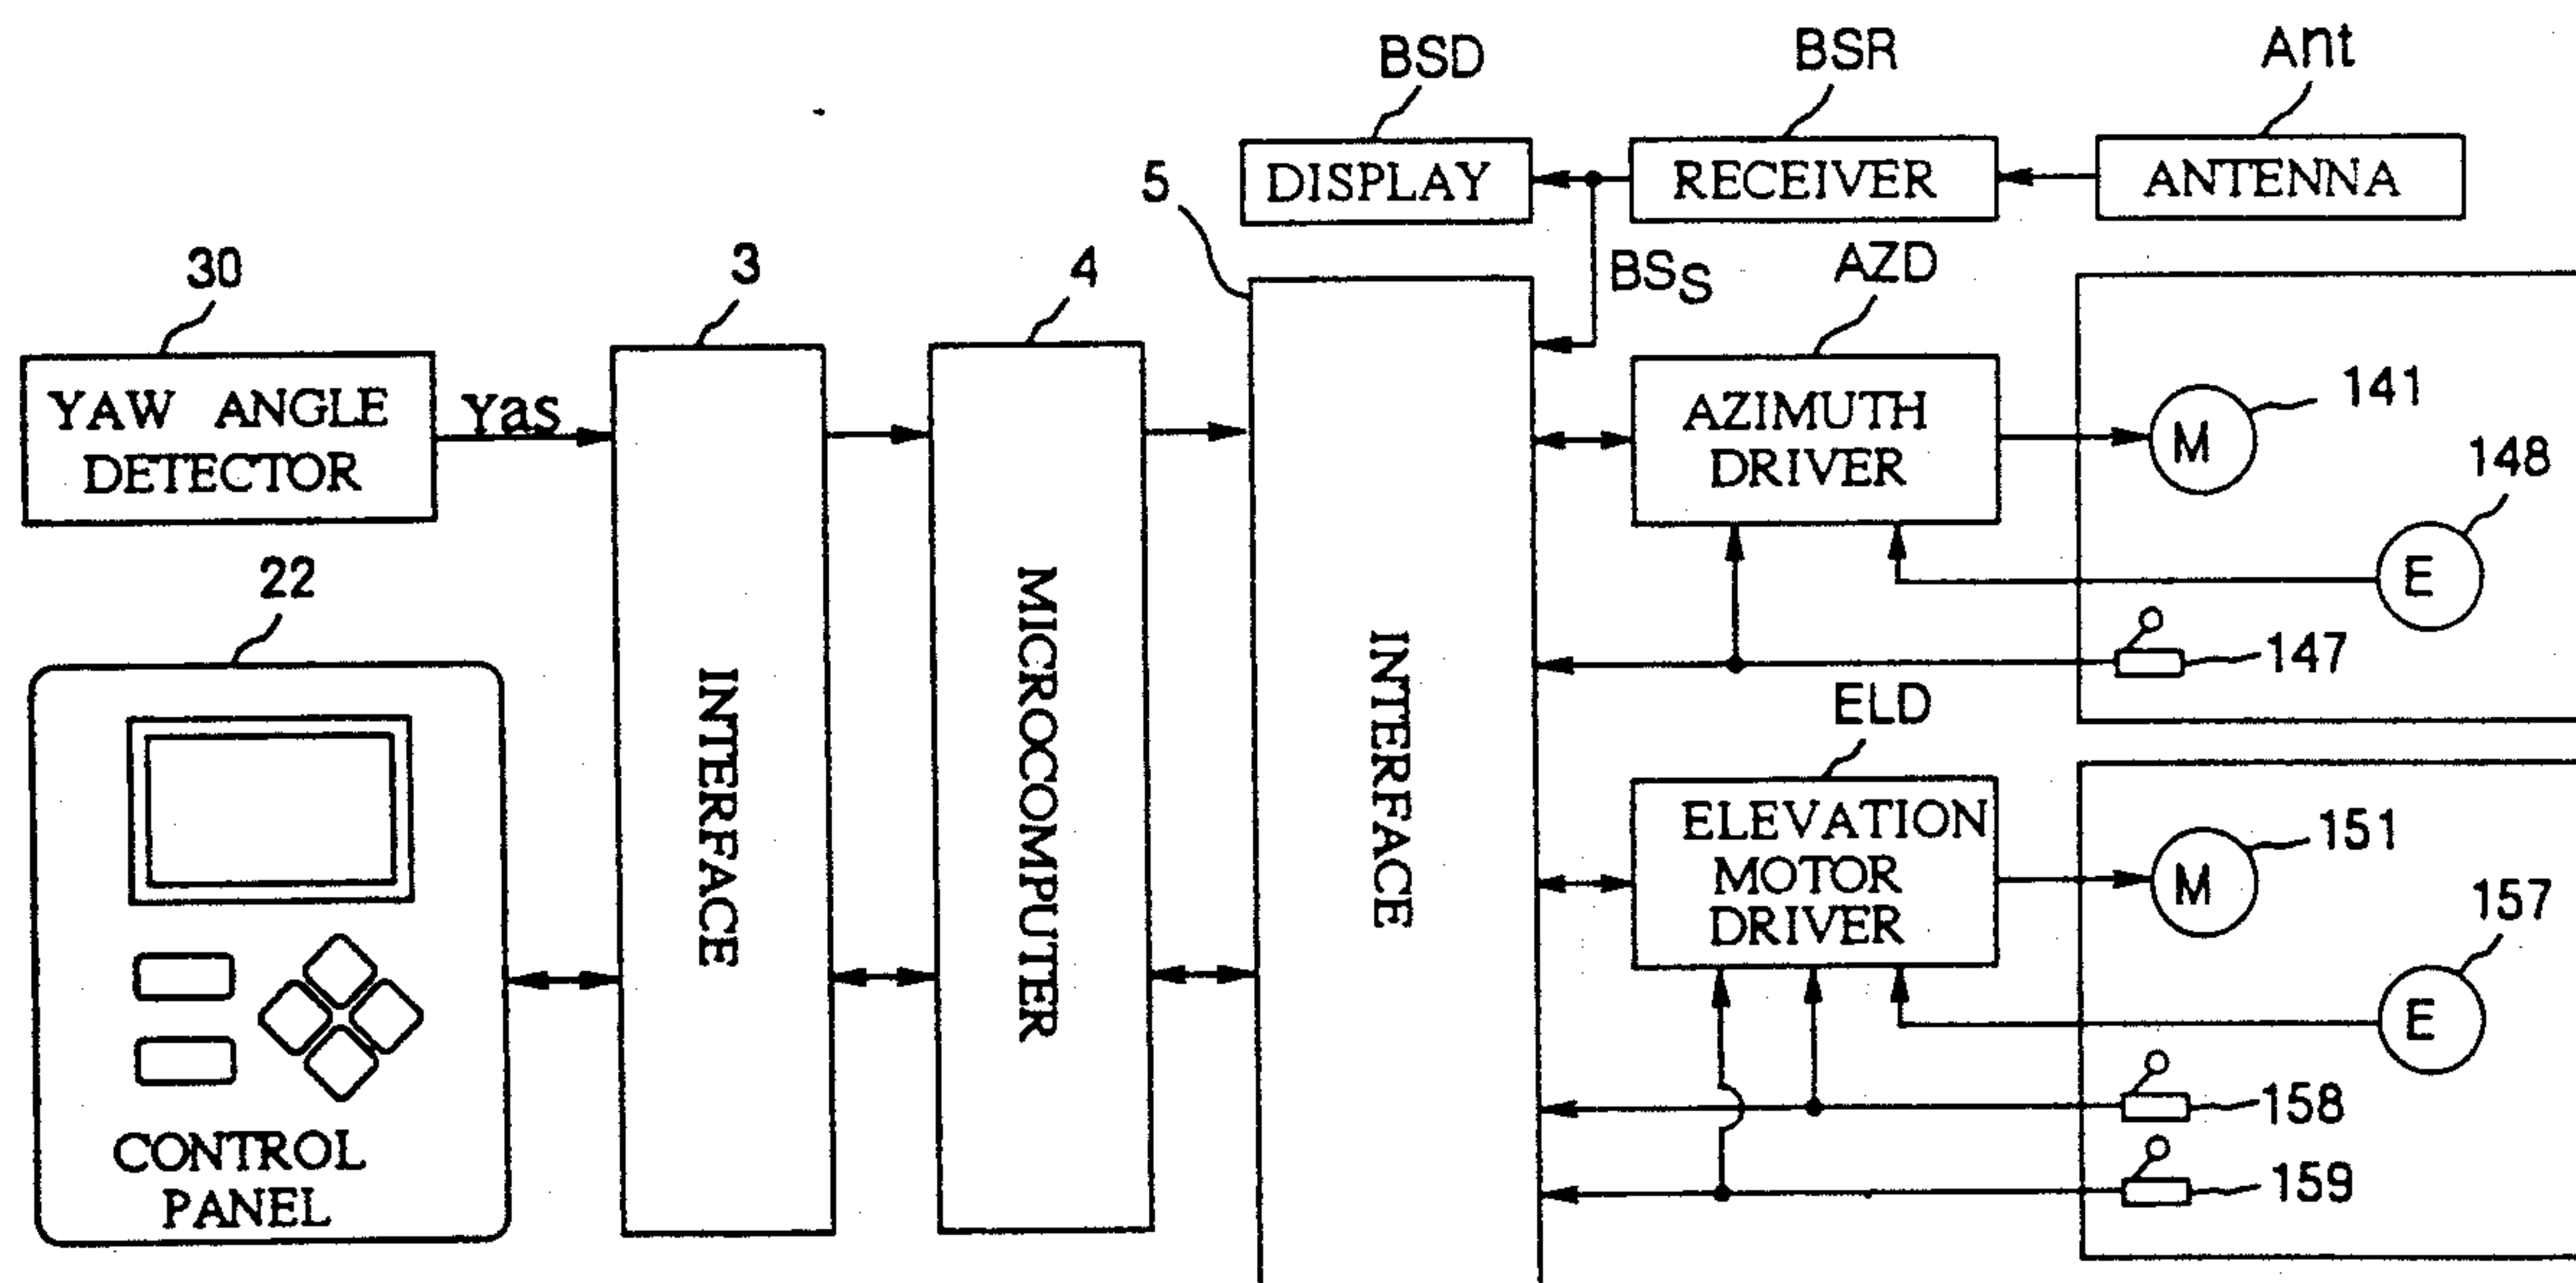 BSD
BSR
Ant
DISPLAY
RECEIVER
ANTENNA
5
BSS
AZD
30
3
4
YAW ANGLE
DETECTOR
Yas
AZIMUTH
DRIVER
M
141
148
E
147
22
INTERFACE
MICROCOMPUTER
INTERFACE
ELD
ELEVATION
MOTOR
DRIVER
M
151
157
E
158
159
CONTROL
PANEL